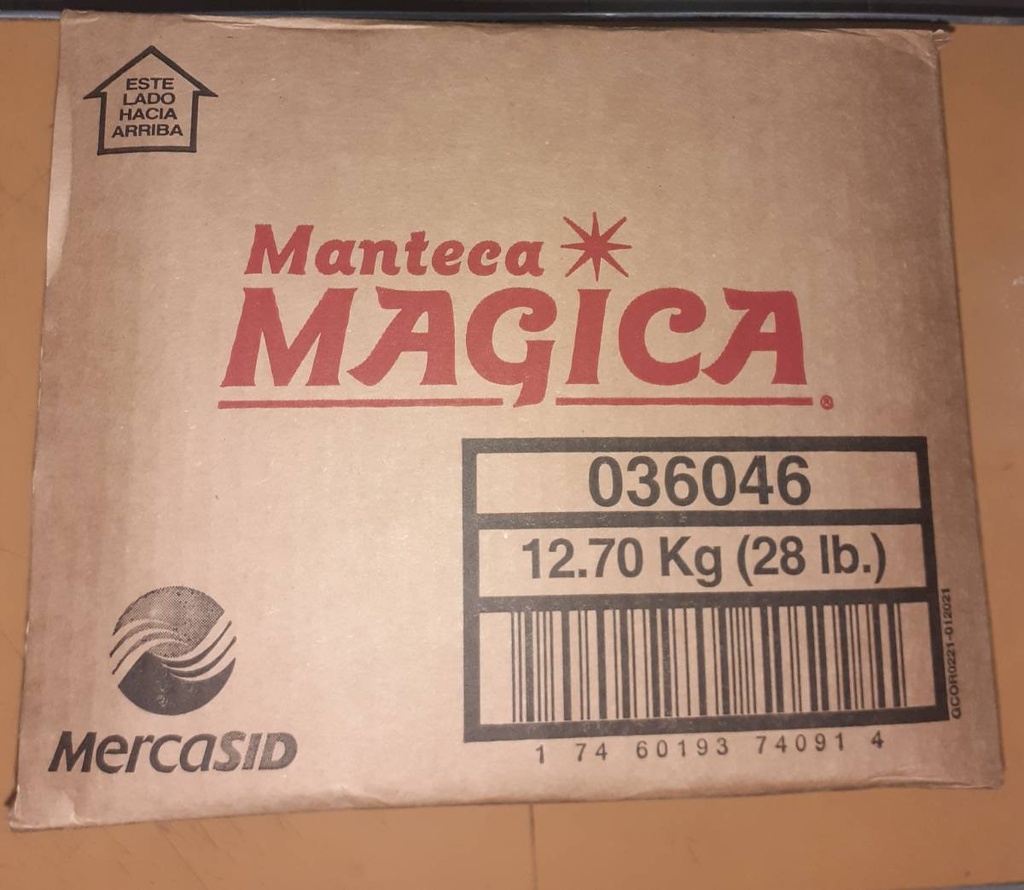 ESTE
LADO
HACIA
ARRIBA
Manteca
MAGICA®
036046
12.70 Kg (28 lb.)
GCOR0221-012021
1 74 60193 74091 4
MercaSID